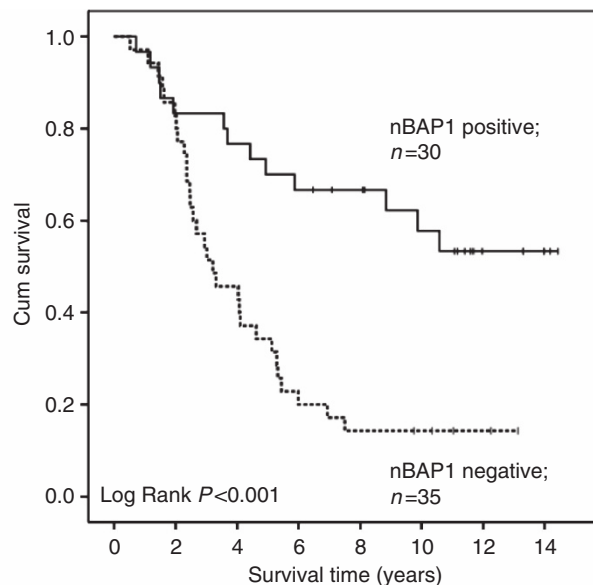 Cum survival
1.0
0.8
0.6
0.4
0.2
0.0
nBAP1 positive;
n=30
nBAP1 negative;
n=35
Log Rank P<0.001
0 2 4 6 8 10 12 14
Survival time (years)